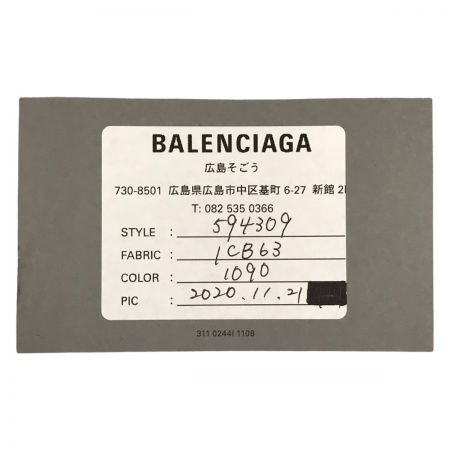 BALENCIAGA
広島そごう
730-8501 広島県広島市中区基町 6-27 新館
T: 082 535 0366
STYLE : 594309
FABRIC : 1CB63
COLOR : 1090
PIC : 2020.11.21
311 0244I 1108